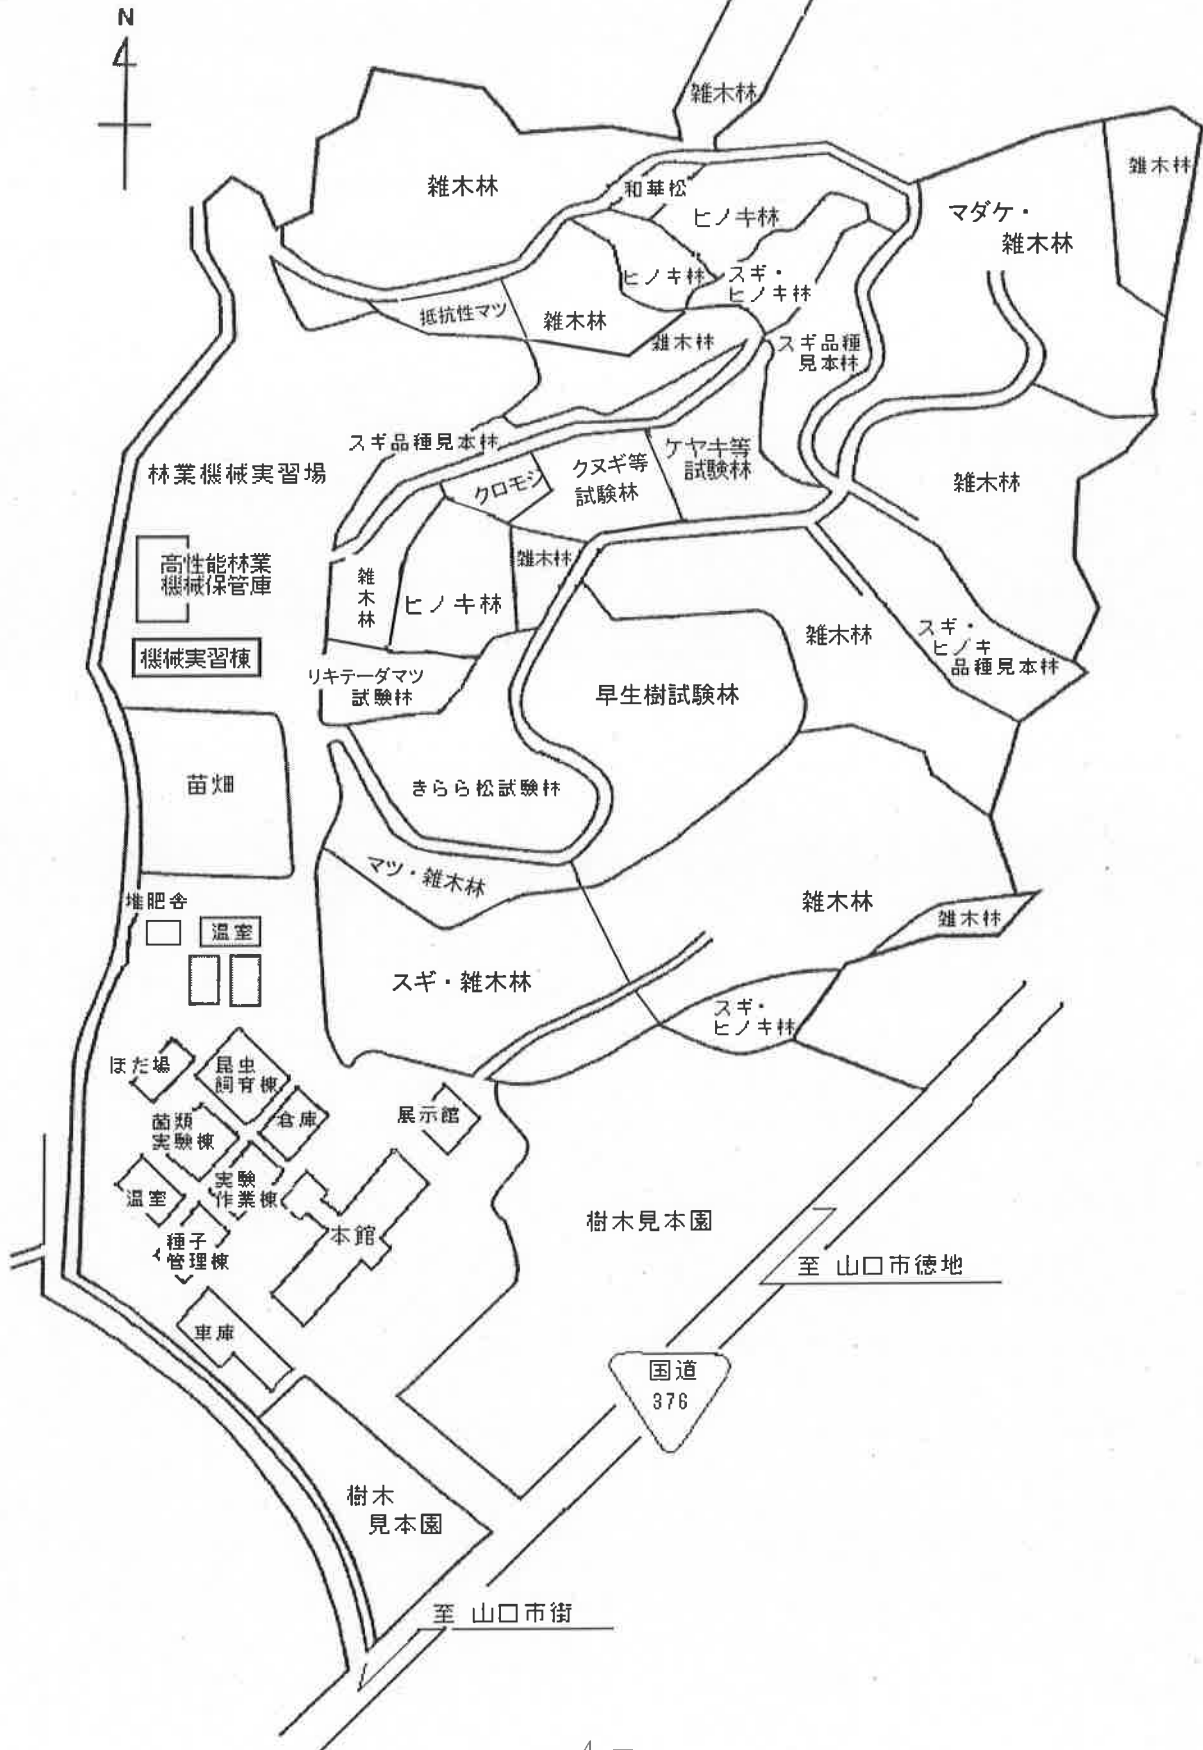 N
雑木林
雑木林
和華松
ヒノキ林
マダケ・
雑木林
雑木林
ヒノキ林
スギ・
ヒノキ林
抵抗性マツ
雑木林
雑木林
スギ品種
見本林
スギ品種見本林
林業機械実習場
クロモジ
クヌギ等
試験林
ケヤキ等
試験林
雑木林
高性能林業
機械保管庫
雑木林
雑木林
ヒノキ林
機械実習棟
リキテーダマツ
試験林
早生樹試験林
雑木林
スギ・
ヒノキ
品種見本林
苗畑
きらら松試験林
マツ・雑木林
堆肥舎
温室
雑木林
雑木林
スギ・雑木林
スギ・
ヒノキ林
ほだ場
昆虫
飼育棟
倉庫
展示館
菌類
実験棟
温室
実験
作業棟
種子
管理棟
本館
樹木見本園
至 山口市徳地
車庫
国道
376
樹木
見本園
至 山口市街
4 —